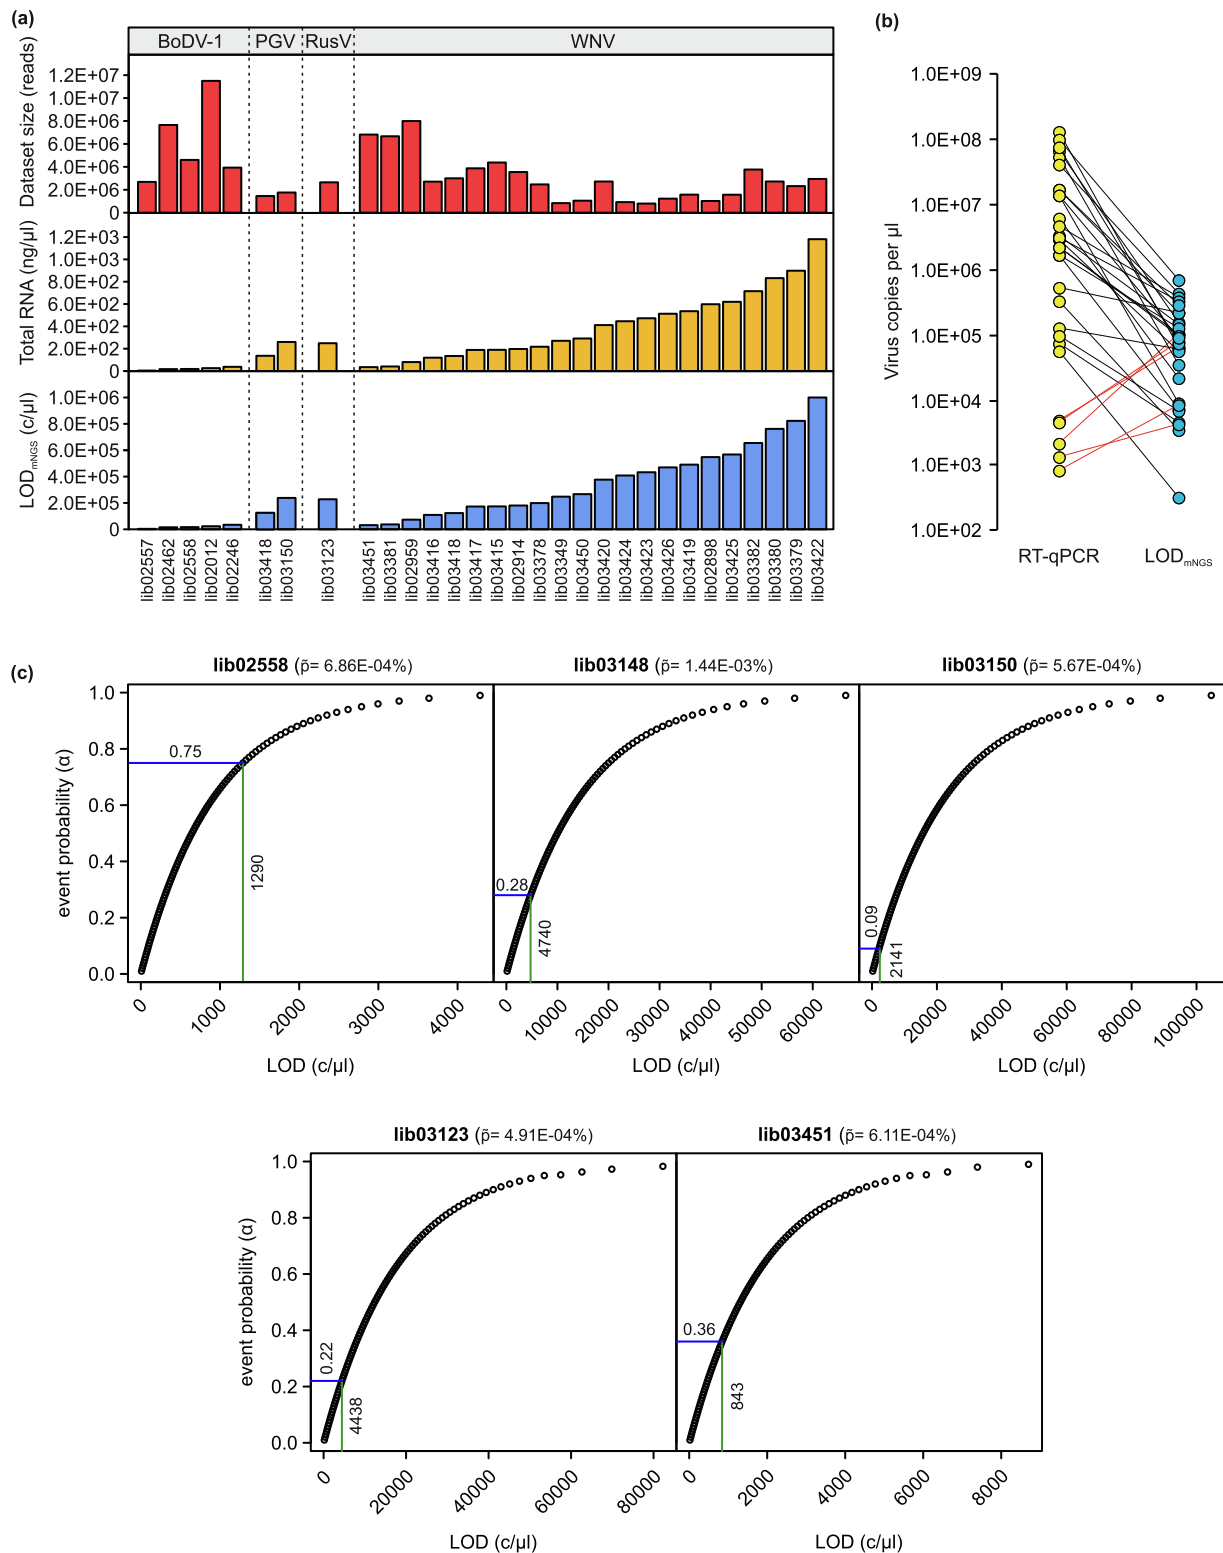 (a)
BoDV-1 PGV RusV WNV
Dataset size (reads)
1.2E+07
1.0E+07
8.0E+06
6.0E+06
4.0E+06
2.0E+06
0
Total RNA (ng/µl)
1.2E+03
1.0E+03
8.0E+02
6.0E+02
4.0E+02
2.0E+02
0
LODmNGS (c/µl)
1.0E+06
8.0E+05
6.0E+05
4.0E+05
2.0E+05
0
lib02557
lib02462
lib02558
lib02012
lib02246
lib03418
lib03150
lib03123
lib03451
lib03381
lib02959
lib03416
lib03418
lib03417
lib03415
lib02914
lib03378
lib03449
lib03450
lib03420
lib03424
lib03423
lib03426
lib03419
lib02898
lib03425
lib03382
lib03380
lib03379
lib03422
(b)
Virus copies per µl
1.0E+09
1.0E+08
1.0E+07
1.0E+06
1.0E+05
1.0E+04
1.0E+03
1.0E+02
RT-qPCR LODmNGS
(c)
lib02558 (p̃= 6.86E-04%)
event probability (α)
1.0
0.8
0.6
0.4
0.2
0.0
0.75
1290
0 1000 2000 3000 4000
LOD (c/µl)
lib03148 (p̃= 1.44E-03%)
0.28
4740
0 10000 20000 30000 40000 50000 60000
LOD (c/µl)
lib03150 (p̃= 5.67E-04%)
0.09
2141
0 20000 40000 60000 80000 100000
LOD (c/µl)
lib03123 (p̃= 4.91E-04%)
event probability (α)
1.0
0.8
0.6
0.4
0.2
0.0
0.22
4438
0 20000 40000 60000 80000
LOD (c/µl)
lib03451 (p̃= 6.11E-04%)
0.36
843
0 2000 4000 6000 8000
LOD (c/µl)